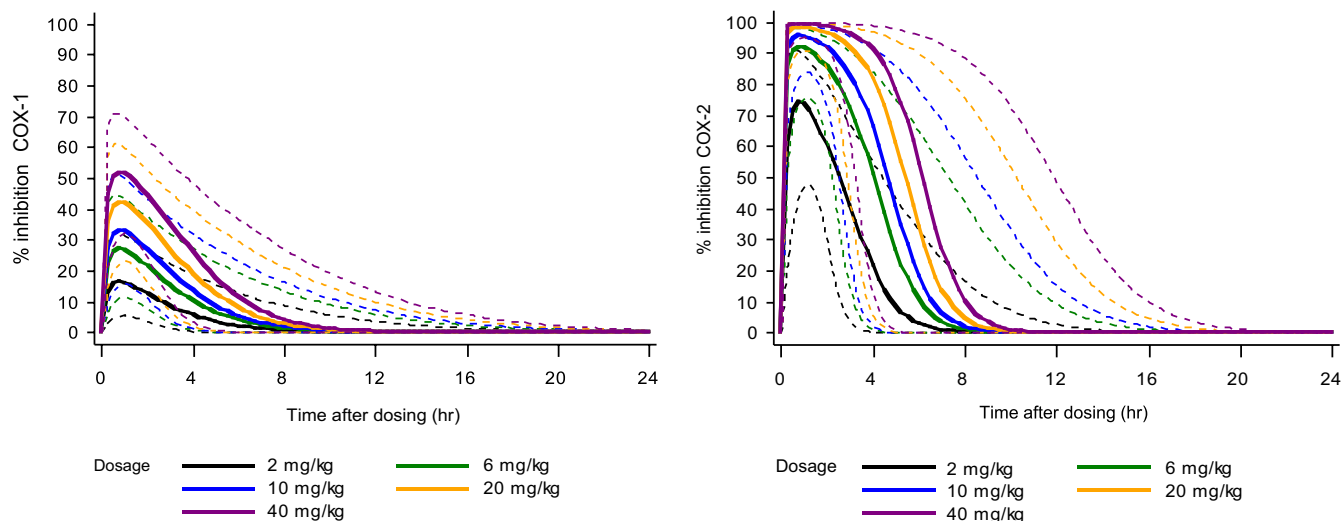 % inhibition COX-1
100
90
80
70
60
50
40
30
20
10
0
0 4 8 12 16 20 24
Time after dosing (hr)
Dosage 2 mg/kg 6 mg/kg
10 mg/kg 20 mg/kg
40 mg/kg
% inhibition COX-2
100
90
80
70
60
50
40
30
20
10
0
0 4 8 12 16 20 24
Time after dosing (hr)
Dosage 2 mg/kg 6 mg/kg
10 mg/kg 20 mg/kg
40 mg/kg